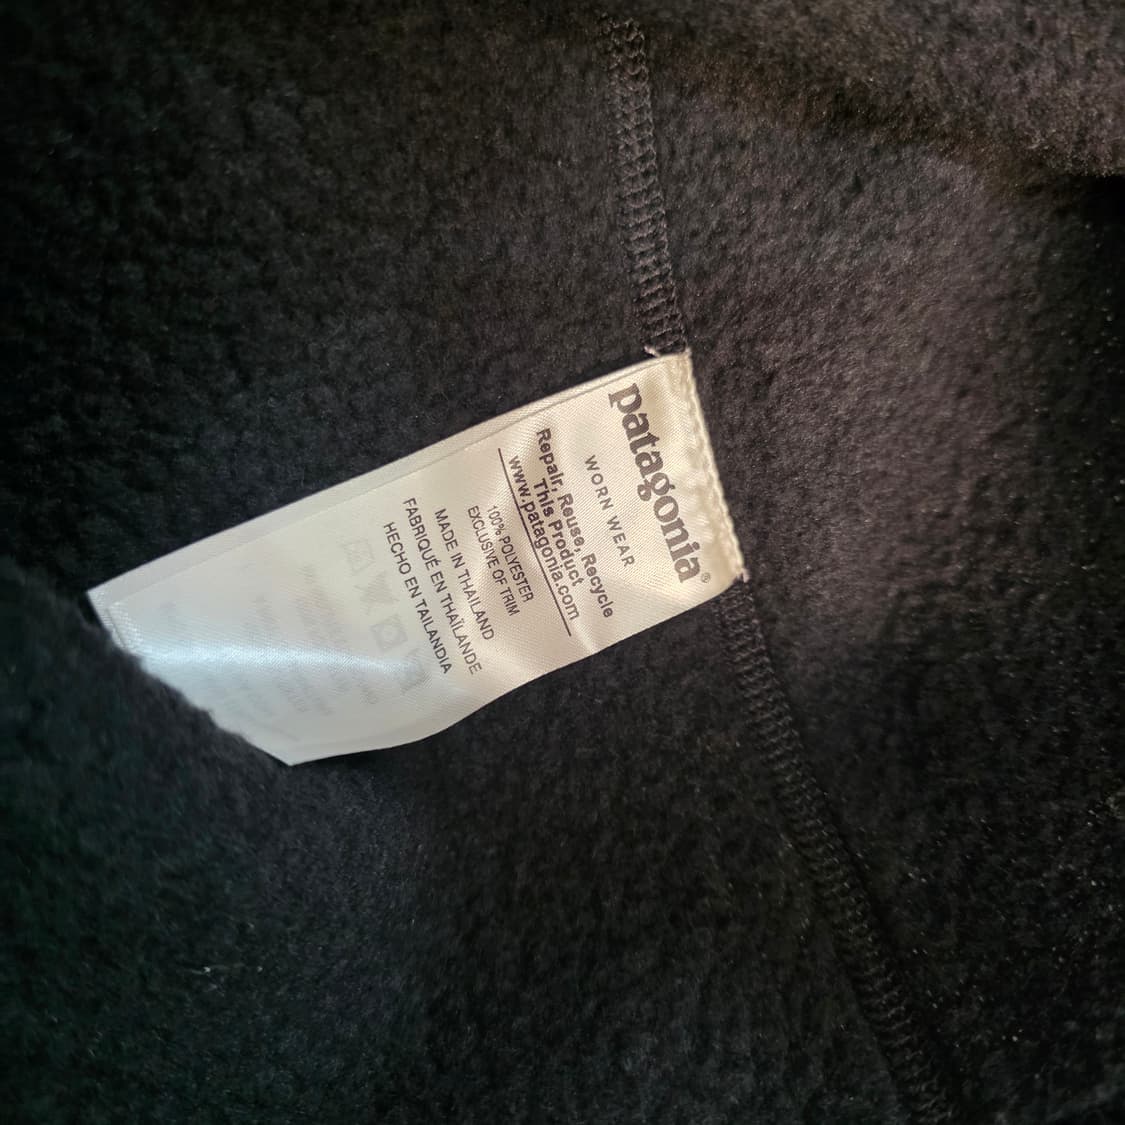 patagonia®
WORN WEAR
Repair, Reuse, Recycle
This Product
www.patagonia.com
100% POLYESTER
EXCLUSIVE OF TRIM
MADE IN THAILAND
FABRIQUÉ EN THAÏLANDE
HECHO EN TAILANDIA